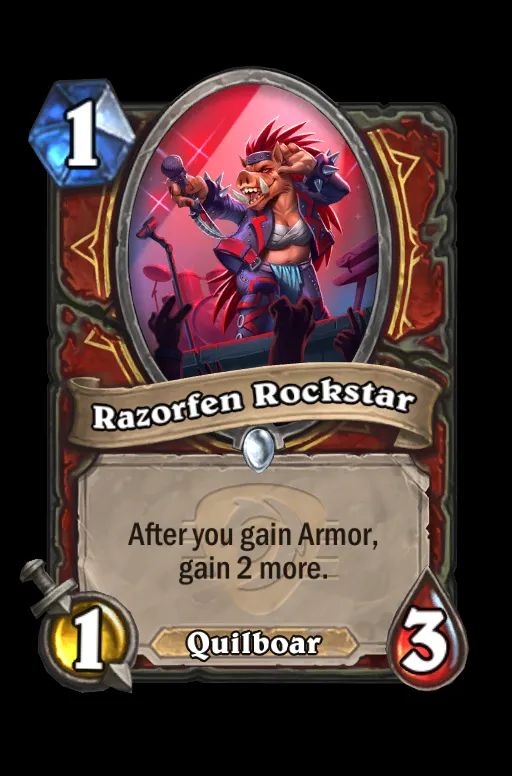 1
Razorfen Rockstar
After you gain Armor,
gain 2 more.
1
Quilboar
3